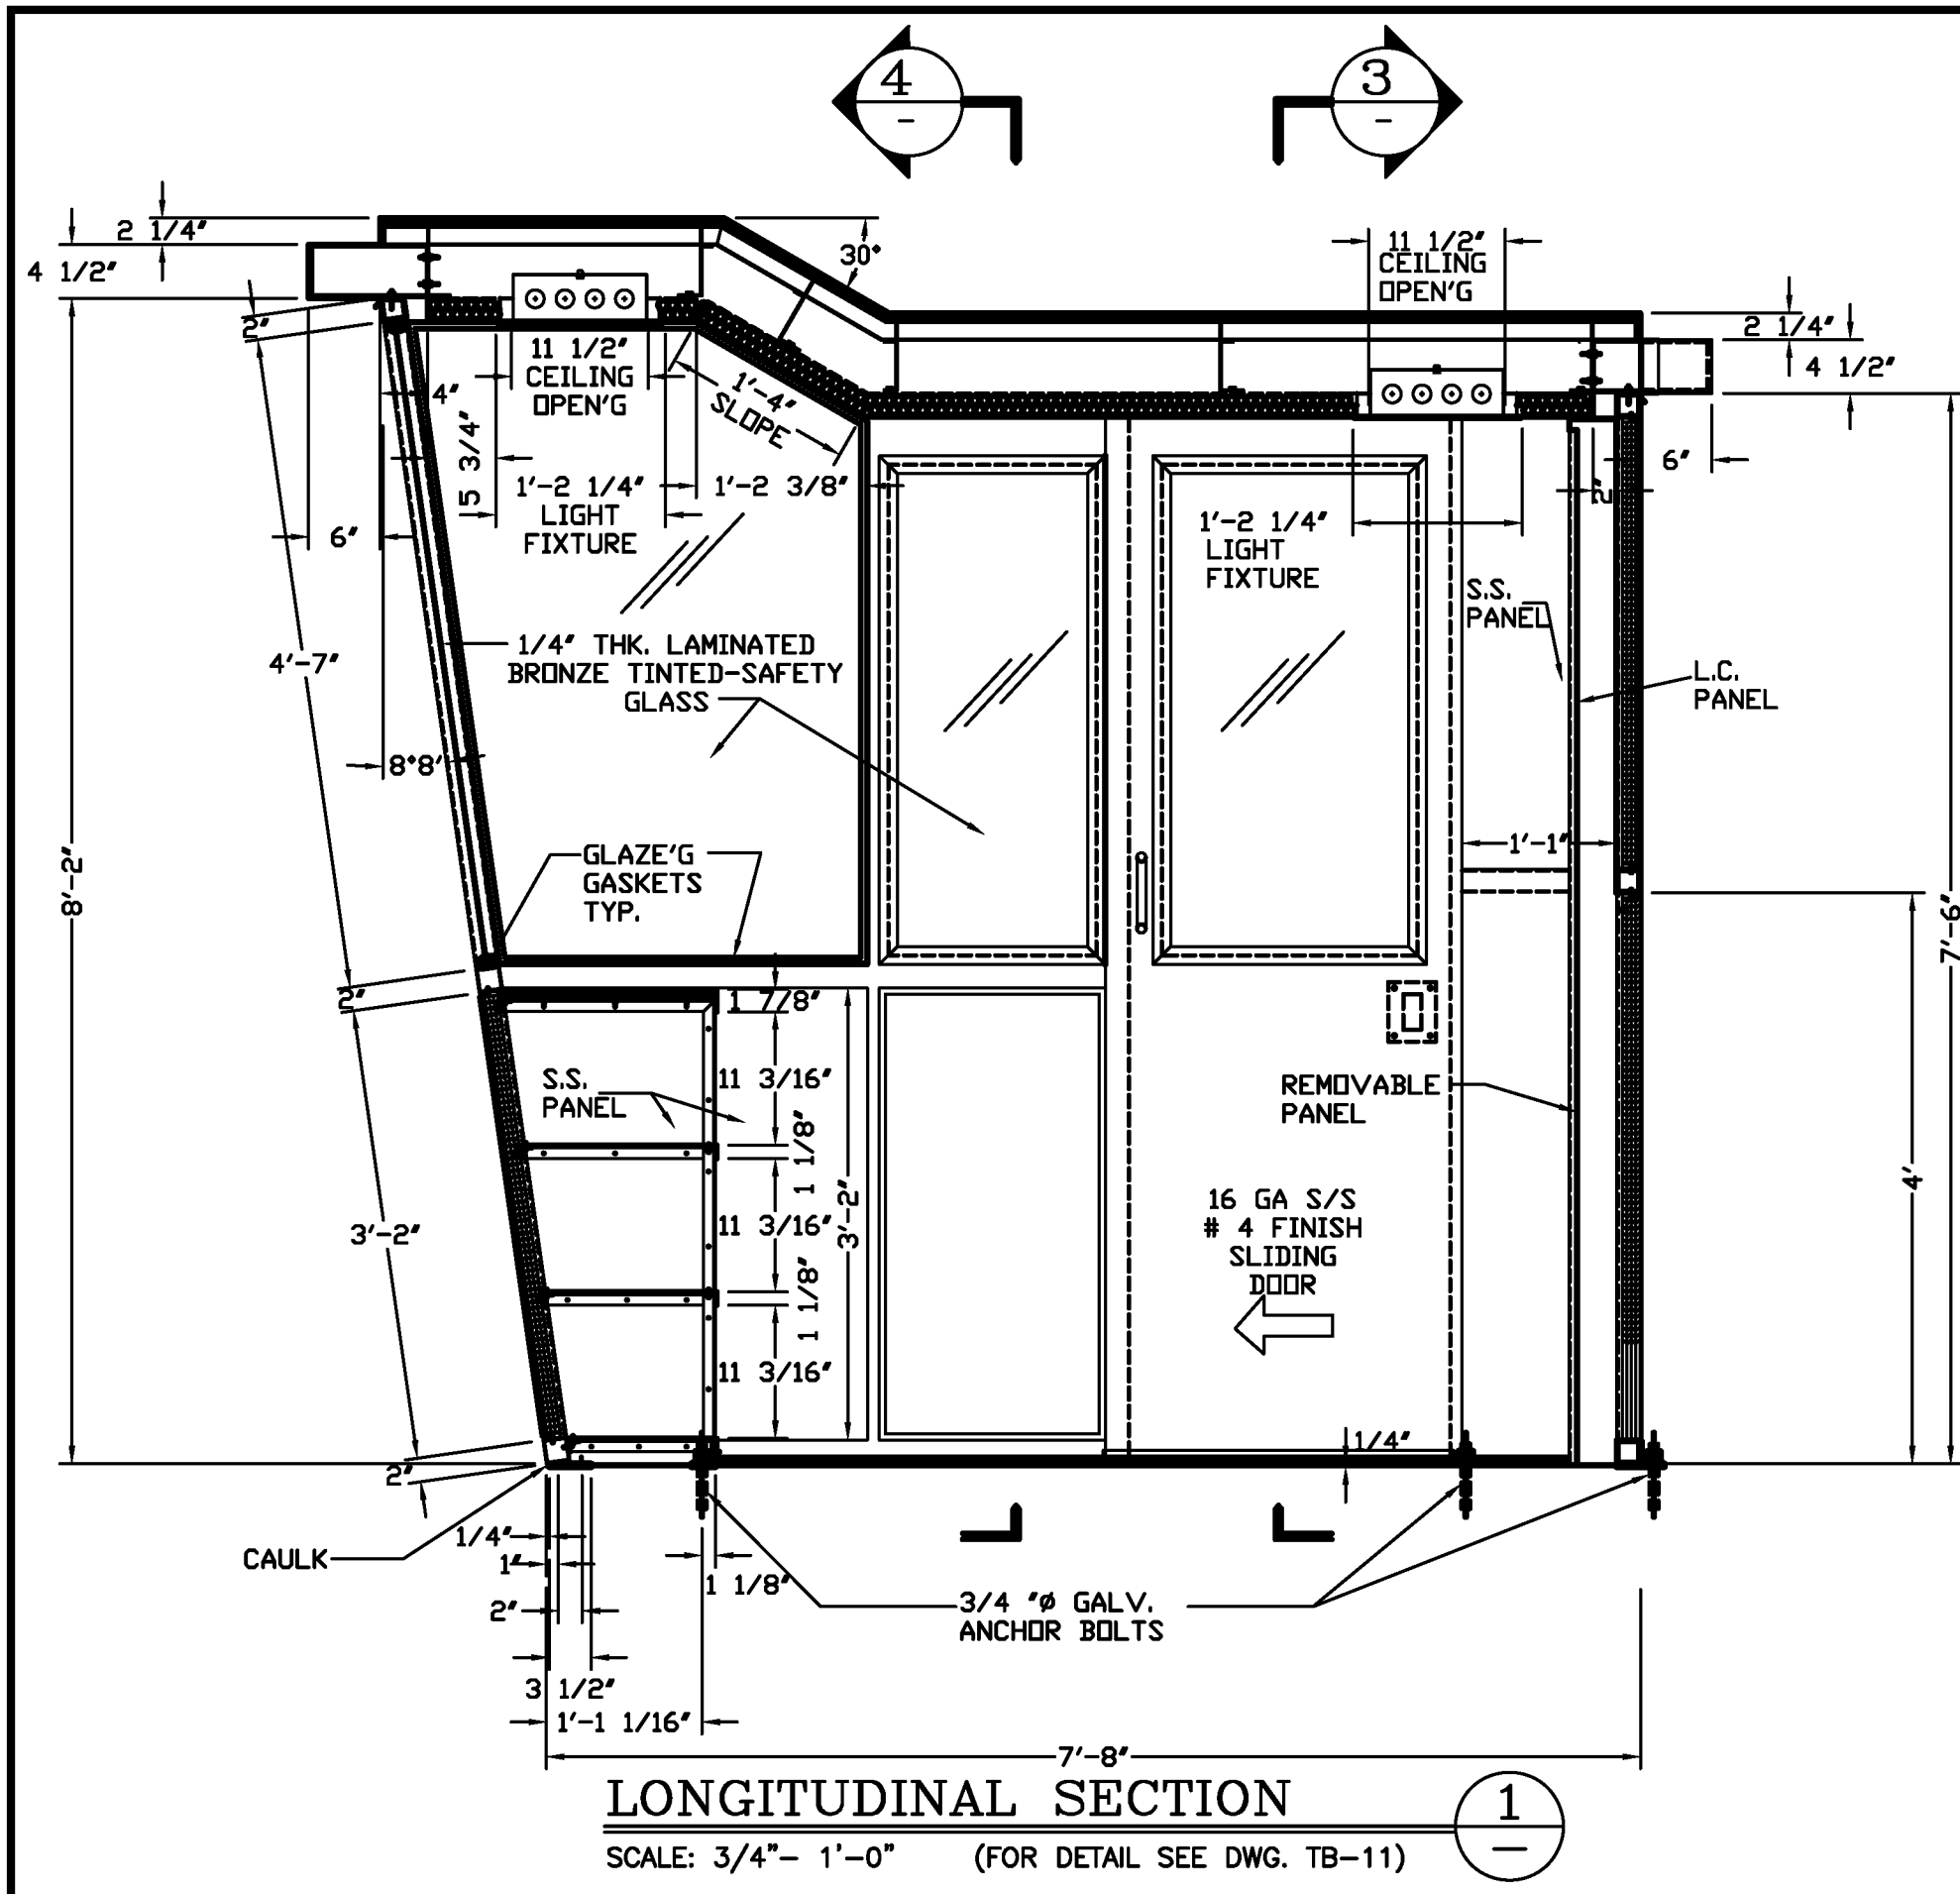 4
-
3
-
2 1/4"
4 1/2"
30°
11 1/2"
CEILING
OPEN'G
2 1/4"
4 1/2"
2"
11 1/2"
CEILING
OPEN'G
4"
1'-4"
SLOPE
5 3/4"
6"
2"
1'-2 1/4"
LIGHT
FIXTURE
1'-2 3/8"
6"
1'-2 1/4"
LIGHT
FIXTURE
S.S.
PANEL
4'-7"
1/4" THK. LAMINATED
BRONZE TINTED-SAFETY
GLASS
L.C.
PANEL
8°8'
8'-2"
GLAZE'G
GASKETS
TYP.
1'-1"
7'-6"
2"
1 7/8"
S.S.
PANEL
11 3/16"
REMOVABLE
PANEL
1 1/8"
4'
3'-2"
11 3/16"
3'-2"
16 GA S/S
# 4 FINISH
SLIDING
DOOR
1 1/8"
11 3/16"
1/4"
2"
CAULK
1/4"
1"
2"
1 1/8"
3/4 "ø GALV.
ANCHOR BOLTS
3 1/2"
1'-1 1/16"
7'-8"
LONGITUDINAL SECTION
1
—
SCALE: 3/4"- 1'-0" (FOR DETAIL SEE DWG. TB-11)